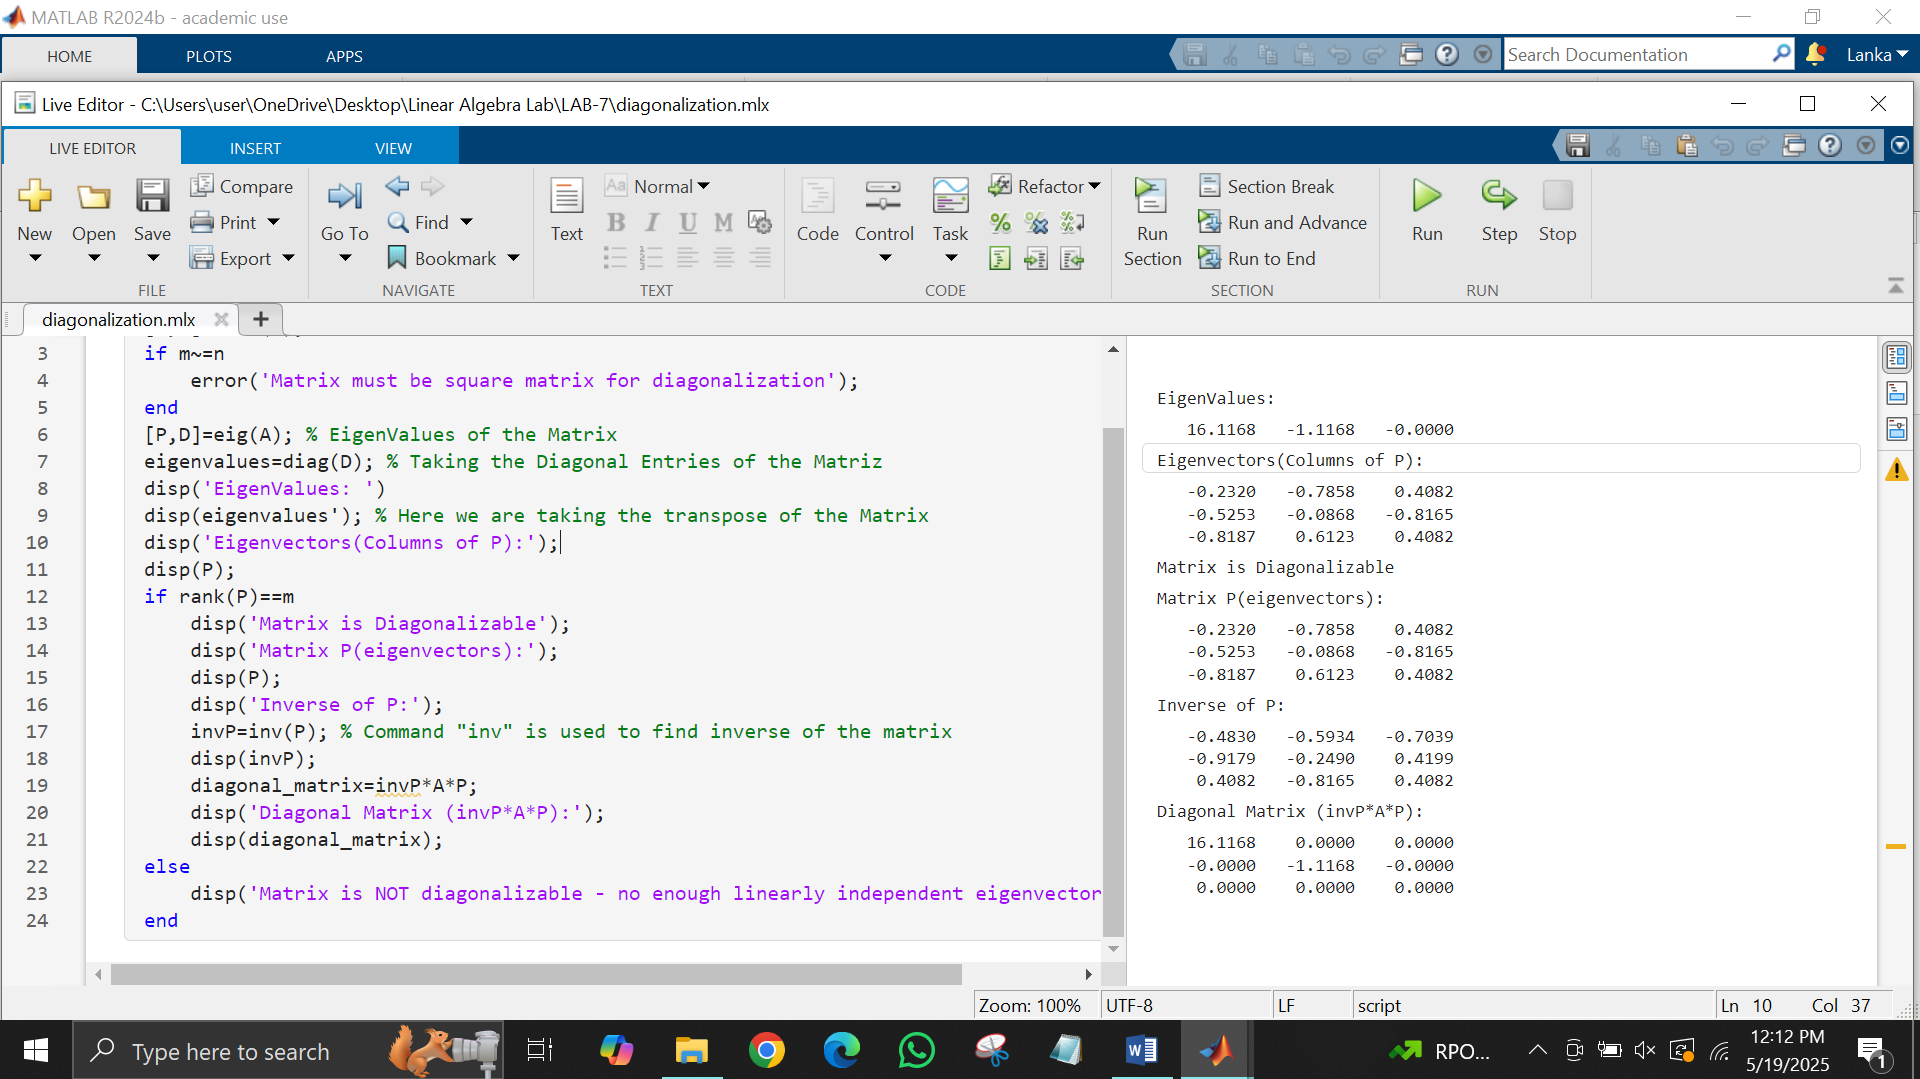 MATLAB R2024b - academic use
HOME PLOTS APPS Search Documentation Lanka
Live Editor - C:\Users\user\OneDrive\Desktop\Linear Algebra Lab\LAB-7\diagonalization.mlx
LIVE EDITOR INSERT VIEW
New Open Save Compare Print Export
FILE
Go To Find Bookmark
NAVIGATE
Text Aa Normal B I U M
TEXT
Code Control Task Refactor
CODE
Run Section Section Break Run and Advance Run to End
SECTION
Run Step Stop
RUN
diagonalization.mlx
3 if m~=n
4 error('Matrix must be square matrix for diagonalization');
5 end
6 [P,D]=eig(A); % EigenValues of the Matrix
7 eigenvalues=diag(D); % Taking the Diagonal Entries of the Matriz
8 disp('EigenValues: ')
9 disp(eigenvalues'); % Here we are taking the transpose of the Matrix
10 disp('Eigenvectors(Columns of P):');
11 disp(P);
12 if rank(P)==m
13 disp('Matrix is Diagonalizable');
14 disp('Matrix P(eigenvectors):');
15 disp(P);
16 disp('Inverse of P:');
17 invP=inv(P); % Command "inv" is used to find inverse of the matrix
18 disp(invP);
19 diagonal_matrix=invP*A*P;
20 disp('Diagonal Matrix (invP*A*P):');
21 disp(diagonal_matrix);
22 else
23 disp('Matrix is NOT diagonalizable - no enough linearly independent eigenvector
24 end
EigenValues:
16.1168 -1.1168 -0.0000
Eigenvectors(Columns of P):
-0.2320 -0.7858 0.4082
-0.5253 -0.0868 -0.8165
-0.8187 0.6123 0.4082
Matrix is Diagonalizable
Matrix P(eigenvectors):
-0.2320 -0.7858 0.4082
-0.5253 -0.0868 -0.8165
-0.8187 0.6123 0.4082
Inverse of P:
-0.4830 -0.5934 -0.7039
-0.9179 -0.2490 0.4199
0.4082 -0.8165 0.4082
Diagonal Matrix (invP*A*P):
16.1168 0.0000 0.0000
-0.0000 -1.1168 -0.0000
0.0000 0.0000 0.0000
Zoom: 100% UTF-8 LF script Ln 10 Col 37
Type here to search
RPO...
12:12 PM
5/19/2025
1